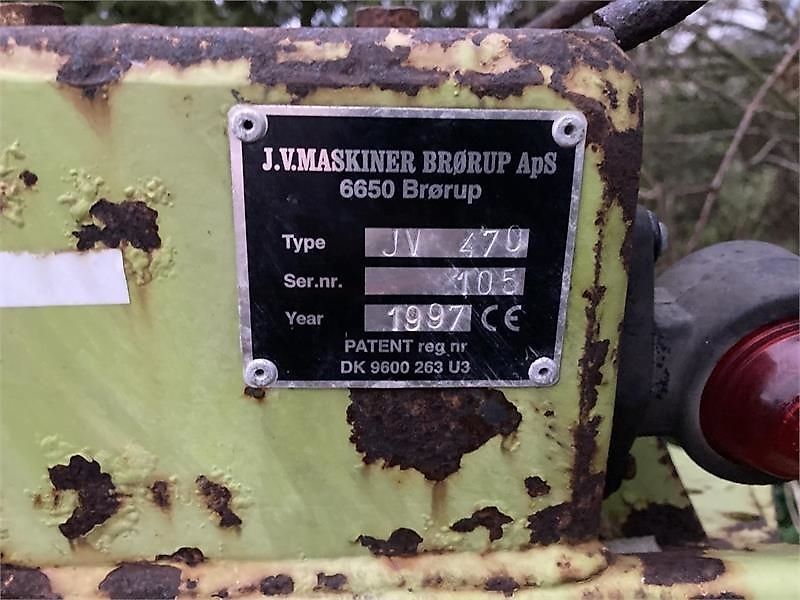 J.V.MASKINER BRØRUP ApS
6650 Brørup
Type JV 470
Ser.nr. 105
Year 1997 CE
PATENT reg nr
DK 9600 263 U3